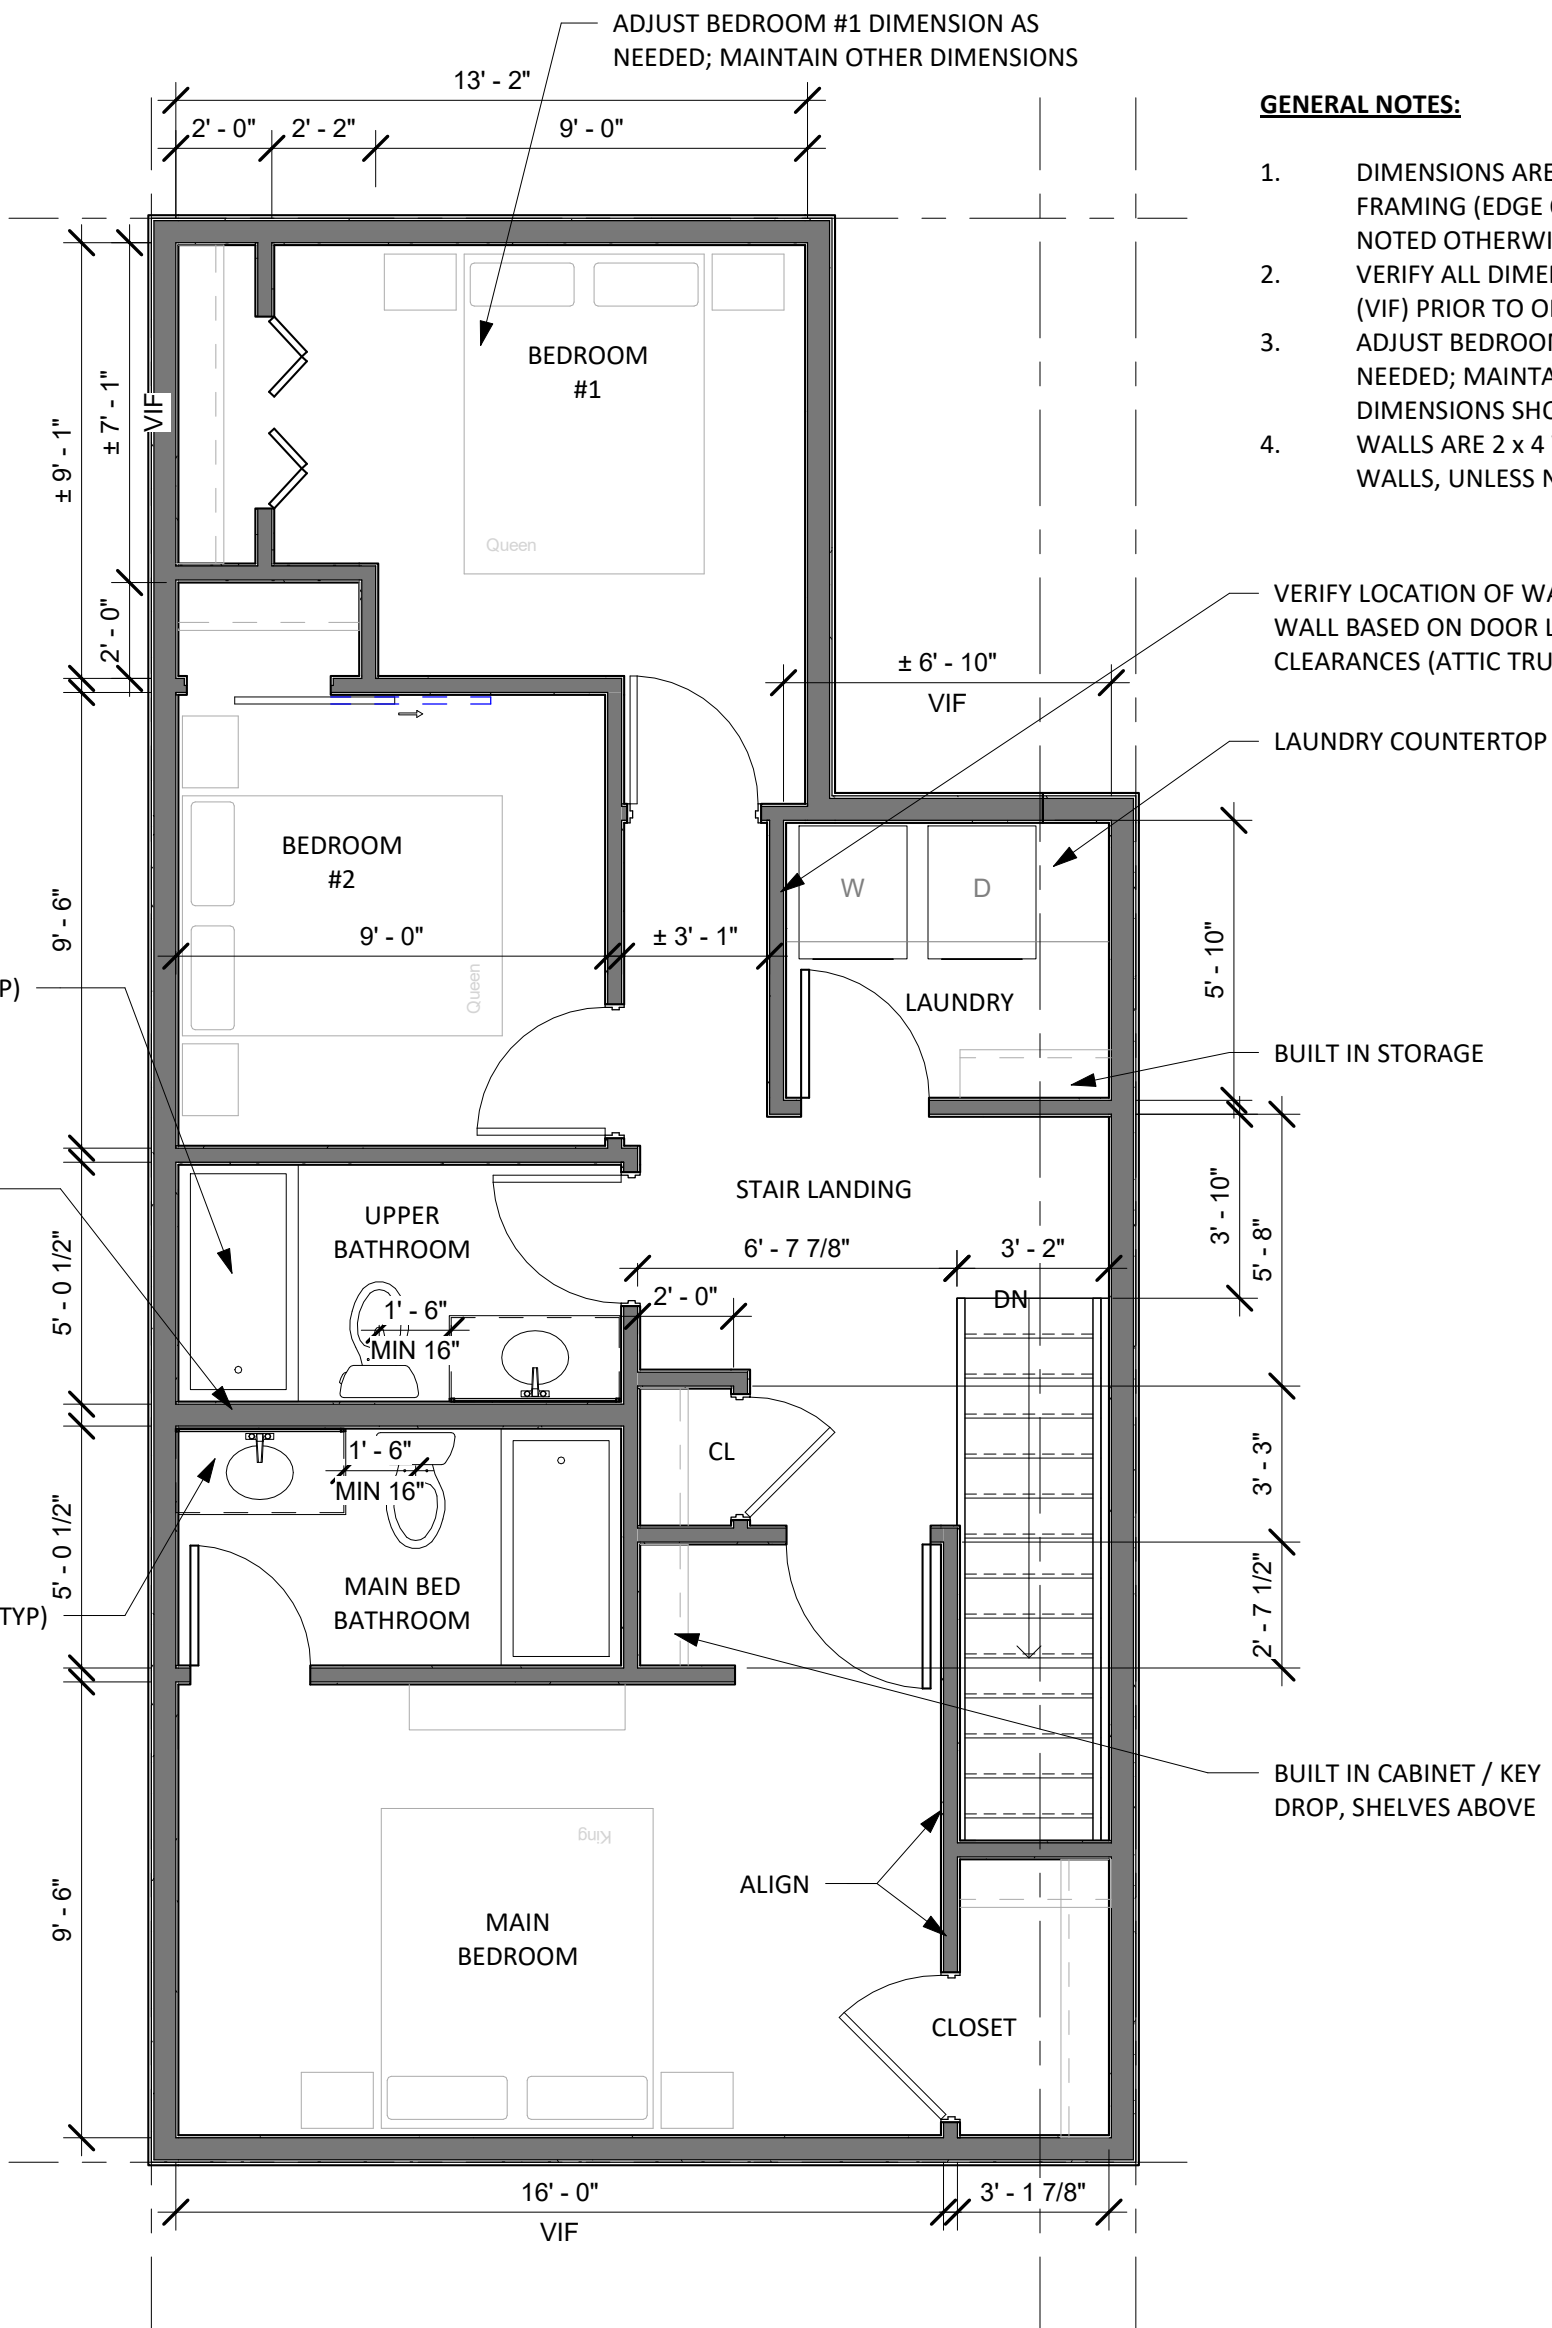 ADJUST BEDROOM #1 DIMENSION AS
NEEDED; MAINTAIN OTHER DIMENSIONS
13' - 2"
2' - 0"
2' - 2"
9' - 0"
GENERAL NOTES:
1. DIMENSIONS ARE
FRAMING (EDGE
NOTED
2. VERIFY ALL
(VIF) PRIOR TO
3. ADJUST
NEEDED;
DIMENSIONS
4. WALLS ARE 2 x 4
WALLS, UNLESS
± 9' - 1"
± 7' - 1"
VIF
2' - 0"
BEDROOM
#1
Queen
VERIFY LOCATION OF
WALL BASED ON DOOR
CLEARANCES (ATTIC
± 6' - 10"
VIF
LAUNDRY COUNTERTOP
BEDROOM
#2
Queen
W
D
9' - 6"
9' - 0"
± 3' - 1"
5' - 10"
P)
LAUNDRY
BUILT IN STORAGE
STAIR LANDING
UPPER
BATHROOM
6' - 7 7/8"
3' - 2"
3' - 10"
5' - 8"
5' - 0 1/2"
DN
2' - 0"
1' - 6"
MIN 16"
CL
1' - 6"
MIN 16"
3' - 3"
5' - 0 1/2"
MAIN BED
BATHROOM
TYP)
2' - 7 1/2"
BUILT IN CABINET / KEY
DROP, SHELVES ABOVE
King
ALIGN
9' - 6"
MAIN
BEDROOM
CLOSET
16' - 0"
VIF
3' - 1 7/8"